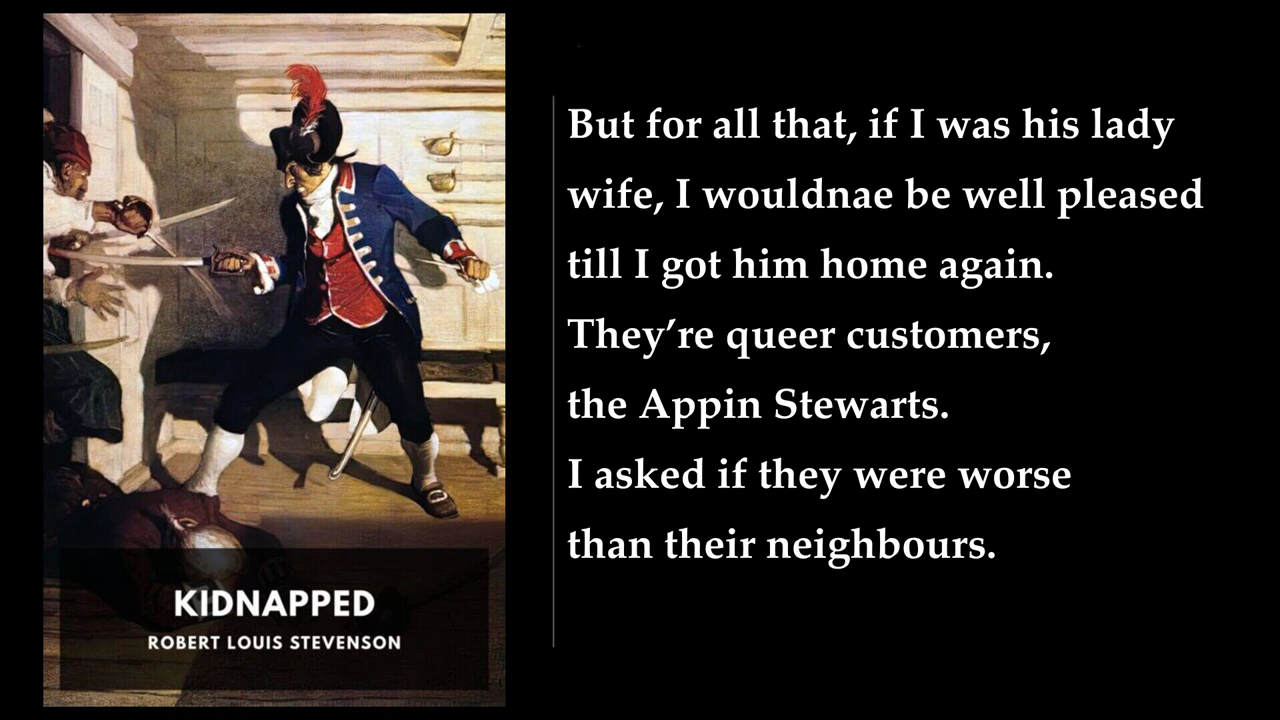 But for all that, if I was his lady
wife, I wouldnae be well pleased
till I got him home again.
They’re queer customers,
the Appin Stewarts.
I asked if they were worse
than their neighbours.
KIDNAPPED
ROBERT LOUIS STEVENSON